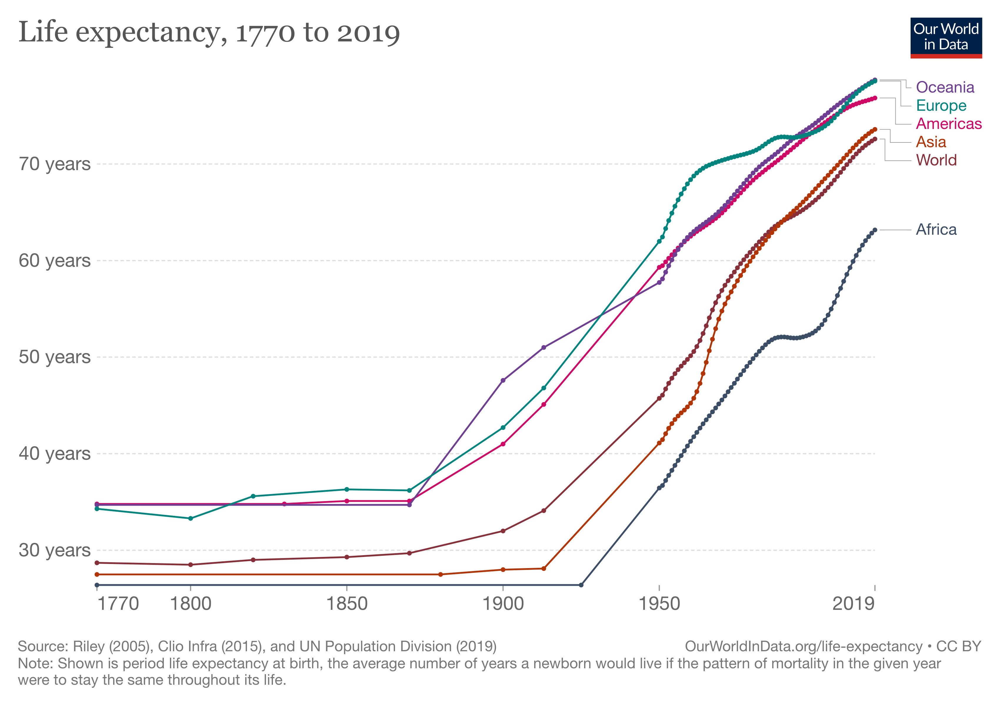 Life expectancy, 1770 to 2019
Our World
in Data
Oceania
Europe
Americas
Asia
World
Africa
70 years
60 years
50 years
40 years
30 years
1770
1800
1850
1900
1950
2019
Source: Riley (2005), Clio Infra (2015), and UN Population Division (2019)
OurWorldInData.org/life-expectancy • CC BY
Note: Shown is period life expectancy at birth, the average number of years a newborn would live if the pattern of mortality in the given year
were to stay the same throughout its life.